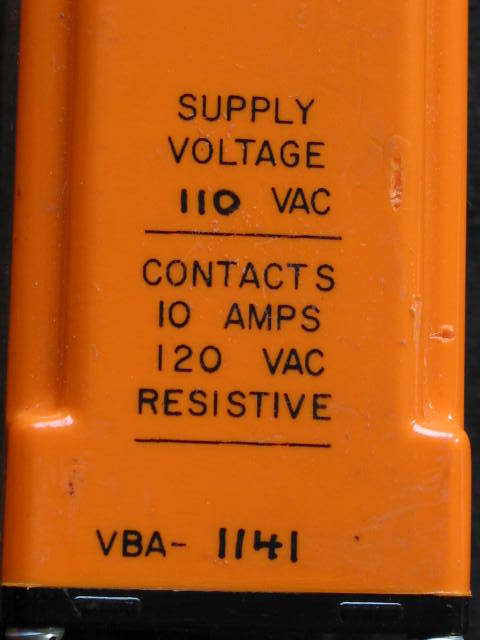 SUPPLY
VOLTAGE
110 VAC
CONTACTS
10 AMPS
120 VAC
RESISTIVE
VBA- 1141